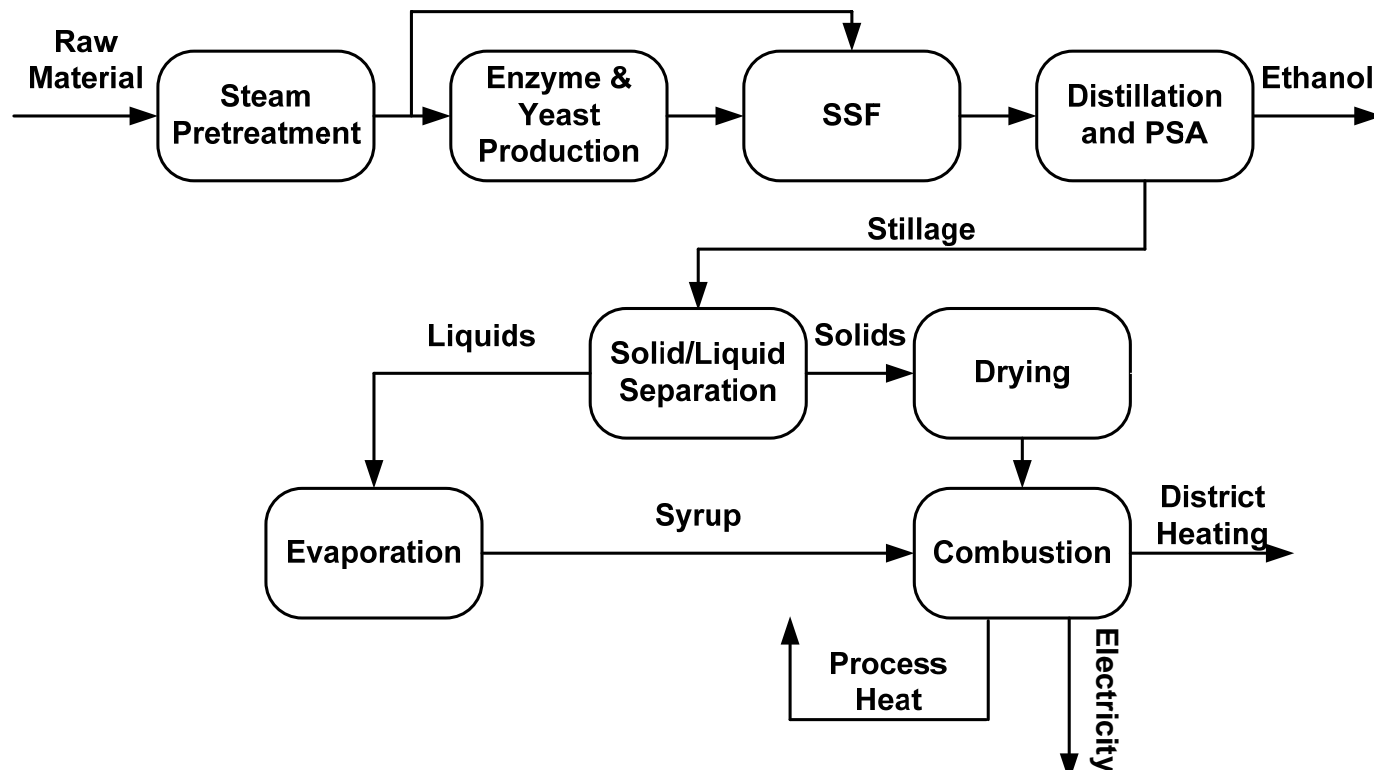 Raw
Material
Steam
Pretreatment
Enzyme &
Yeast
Production
SSF
Distillation
and PSA
Ethanol
Stillage
Liquids
Solid/Liquid
Separation
Solids
Drying
Evaporation
Syrup
Combustion
District
Heating
Process
Heat
Electricity